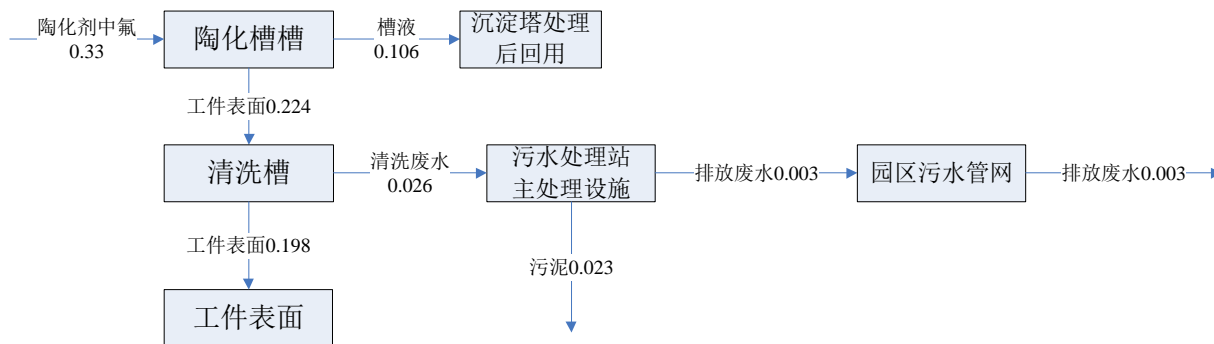 陶化剂中氟
0.33
陶化槽槽
槽液
0.106
沉淀塔处理
后回用
工件表面0.224
清洗槽
清洗废水
0.026
污水处理站
主处理设施
排放废水0.003
园区污水管网
排放废水0.003
工件表面0.198
污泥0.023
工件表面